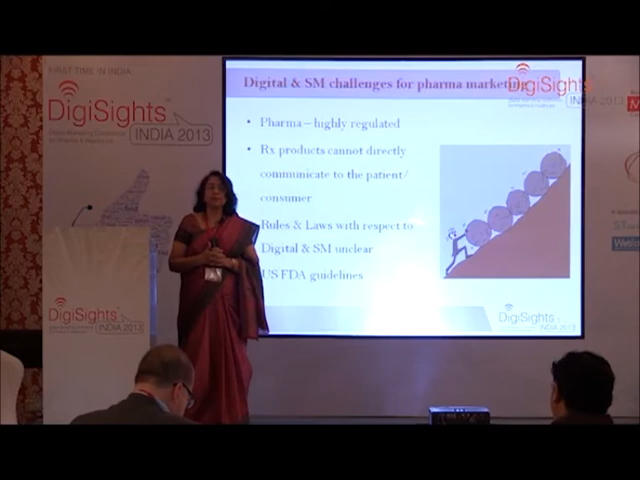 FIRST TIME IN INDIA
DigiSights
INDIA 2013
Digital & SM challenges for pharma marketing
DigiSights
INDIA 2013
• Pharma – highly regulated
• Rx products cannot directly
communicate to the patient/
consumer
Rules & Laws with respect to
Digital & SM unclear
US FDA guidelines
DigiSights
INDIA 2013
DigiSights
INDIA 2013